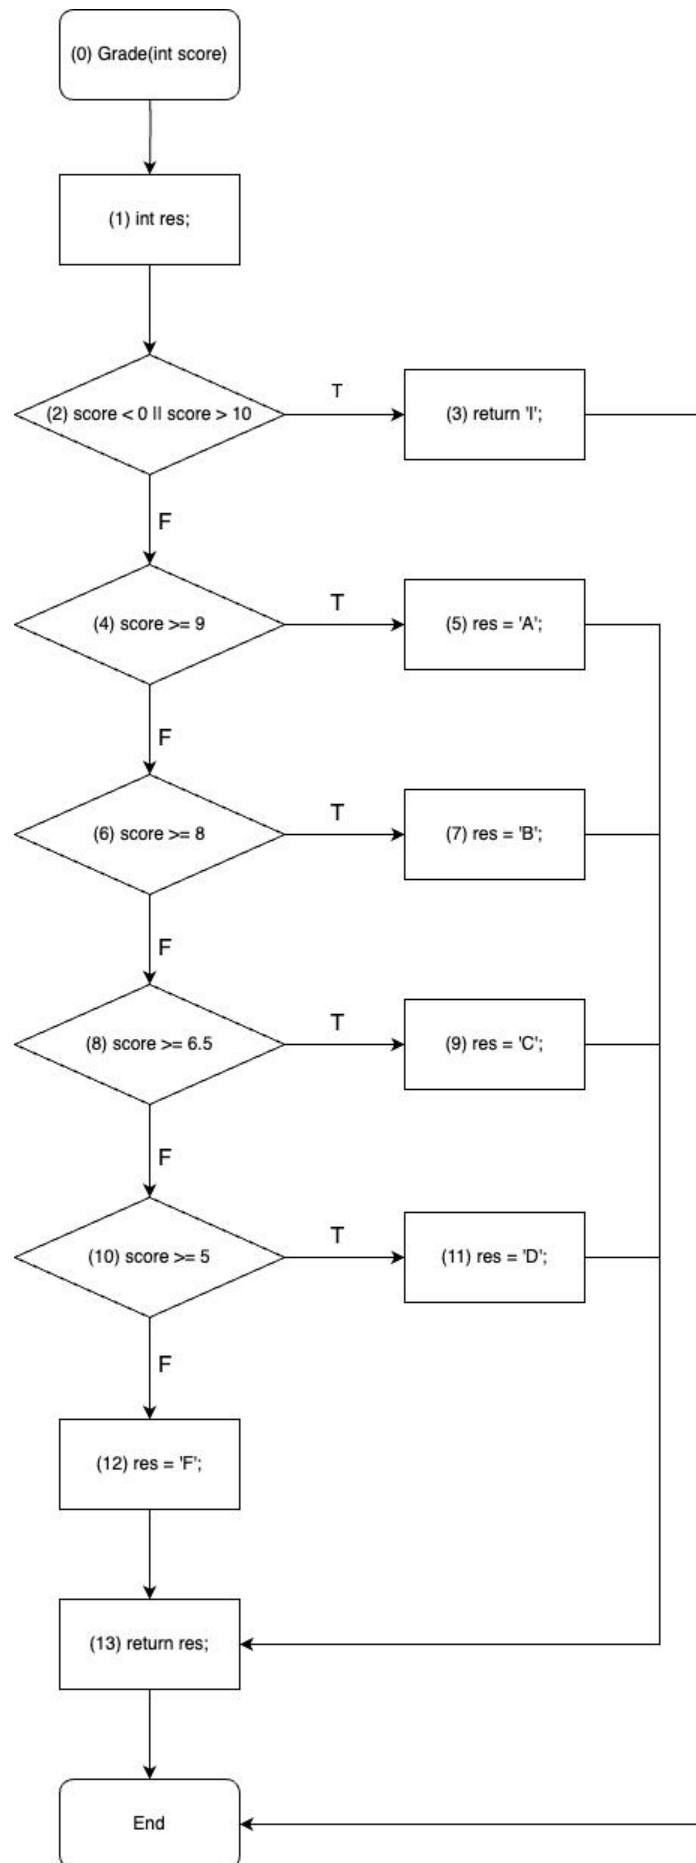 (0) Grade(int score)
(1) int res;
(2) score < 0 || score > 10
T
(3) return 'I';
F
(4) score >= 9
T
(5) res = 'A';
F
(6) score >= 8
T
(7) res = 'B';
F
(8) score >= 6.5
T
(9) res = 'C';
F
(10) score >= 5
T
(11) res = 'D';
F
(12) res = 'F';
(13) return res;
End